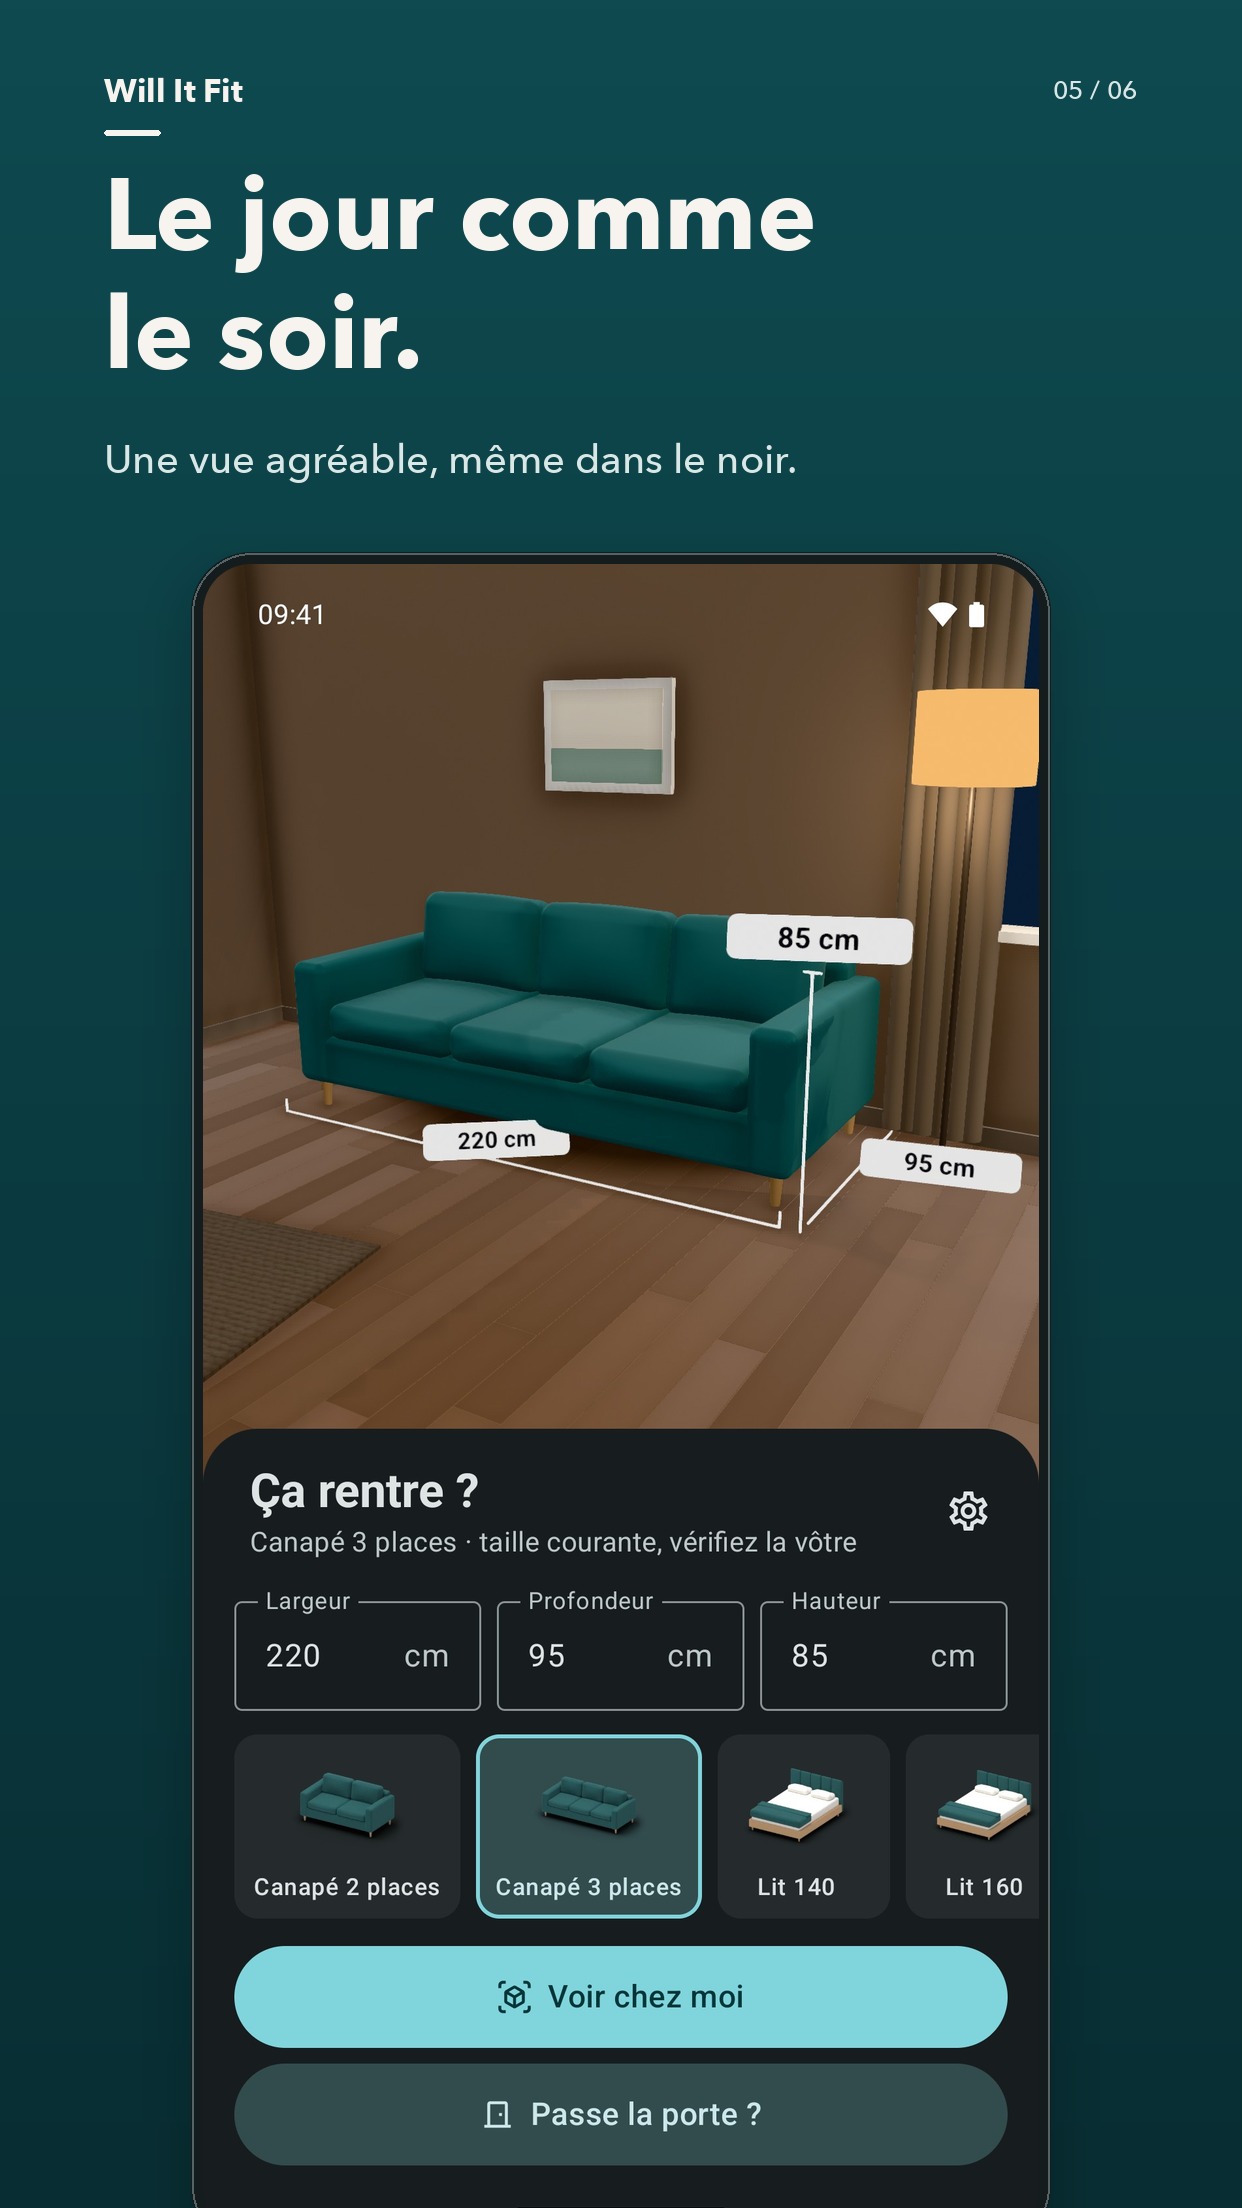 Will It Fit
05 / 06
Le jour comme
le soir.
Une vue agréable, même dans le noir.
09:41
85 cm
220 cm
95 cm
Ça rentre ?
Canapé 3 places · taille courante, vérifiez la vôtre
Largeur
Profondeur
Hauteur
220 cm
95 cm
85 cm
Canapé 2 places
Canapé 3 places
Lit 140
Lit 160
Voir chez moi
Passe la porte ?